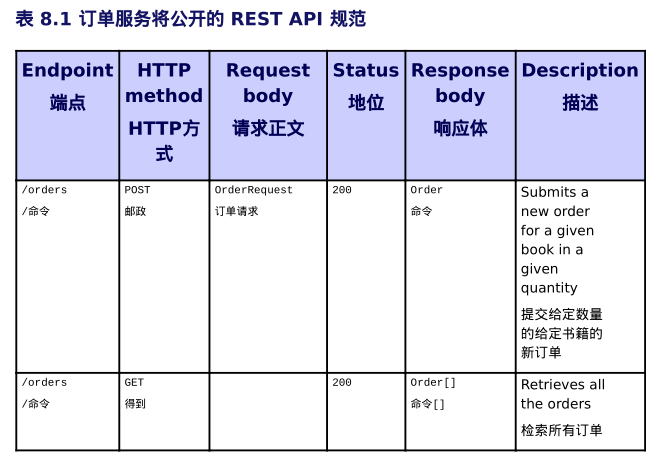 表 8.1 订单服务将公开的 REST API 规范
Endpoint
端点
HTTP
method
HTTP方
式
Request
body
请求正文
Status
地位
Response
body
响应体
Description
描述
/orders
/命令
POST
邮政
OrderRequest
订单请求
200
Order
命令
Submits a
new order
for a given
book in a
given
quantity
提交给定数量
的给定书籍的
新订单
/orders
/命令
GET
得到
200
Order[]
命令[]
Retrieves all
the orders
检索所有订单